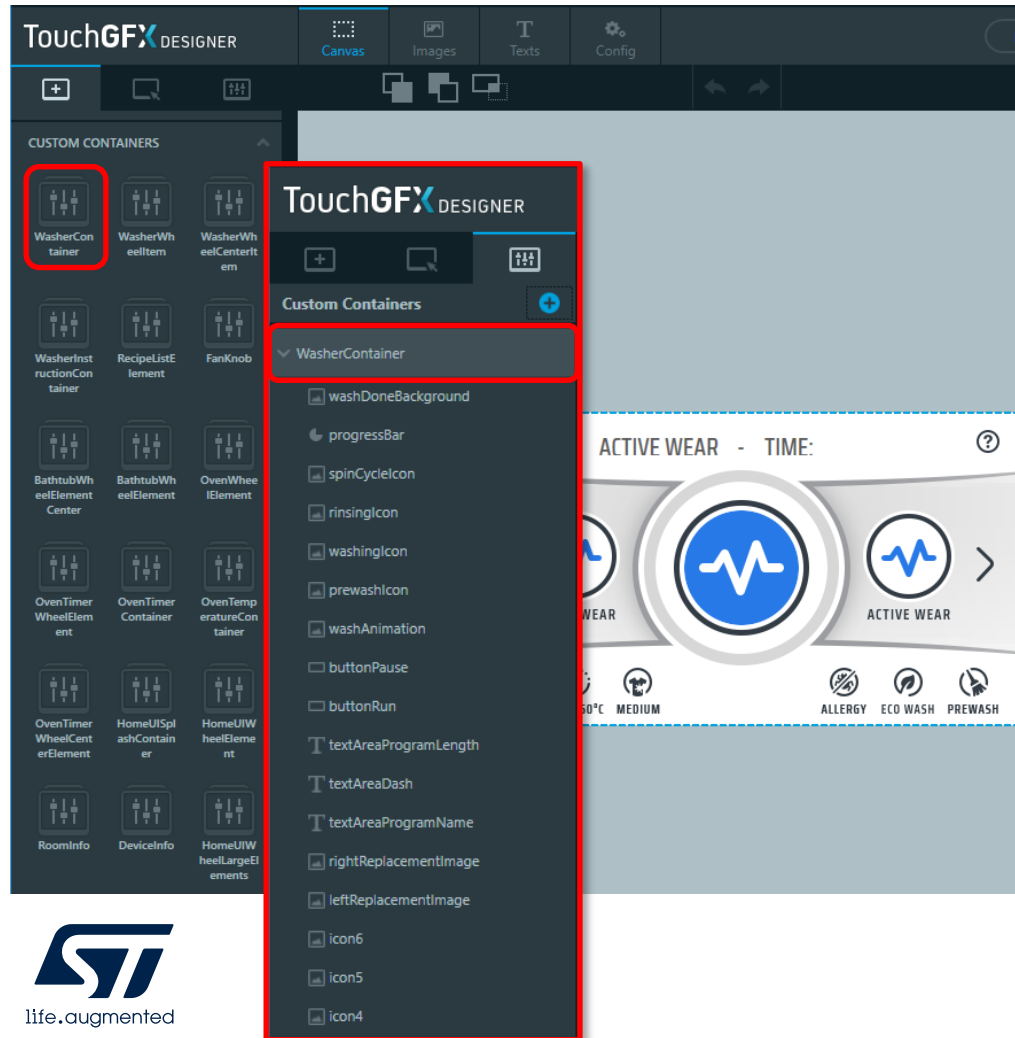 TouchGFX DESIGNER
Canvas
Images
Texts
Config
CUSTOM CONTAINERS
WasherCon
tainer
WasherWh
eelItem
WasherWh
eelCenterIt
em
WasherInst
ructionCon
tainer
RecipeListE
lement
FanKnob
BathtubWh
eelElement
Center
BathtubWh
eelElement
OvenWhee
lElement
OvenTimer
WheelElem
ent
OvenTimer
Container
OvenTemp
eratureCon
tainer
OvenTimer
WheelCent
erElement
HomeUISpl
ashContain
er
HomeUIW
heelEleme
nt
RoomInfo
DeviceInfo
HomeUIW
heelLargeEl
ements
TouchGFX DESIGNER
Custom Containers
WasherContainer
washDoneBackground
progressBar
spinCycleIcon
rinsingIcon
washingIcon
prewashIcon
washAnimation
buttonPause
buttonRun
textAreaProgramLength
textAreaDash
textAreaProgramName
rightReplacementImage
leftReplacementImage
icon6
icon5
icon4
ACTIVE WEAR - TIME:
?
WEAR
ACTIVE WEAR
50°C
MEDIUM
ALLERGY
ECO WASH
PREWASH
ST
life.augmented